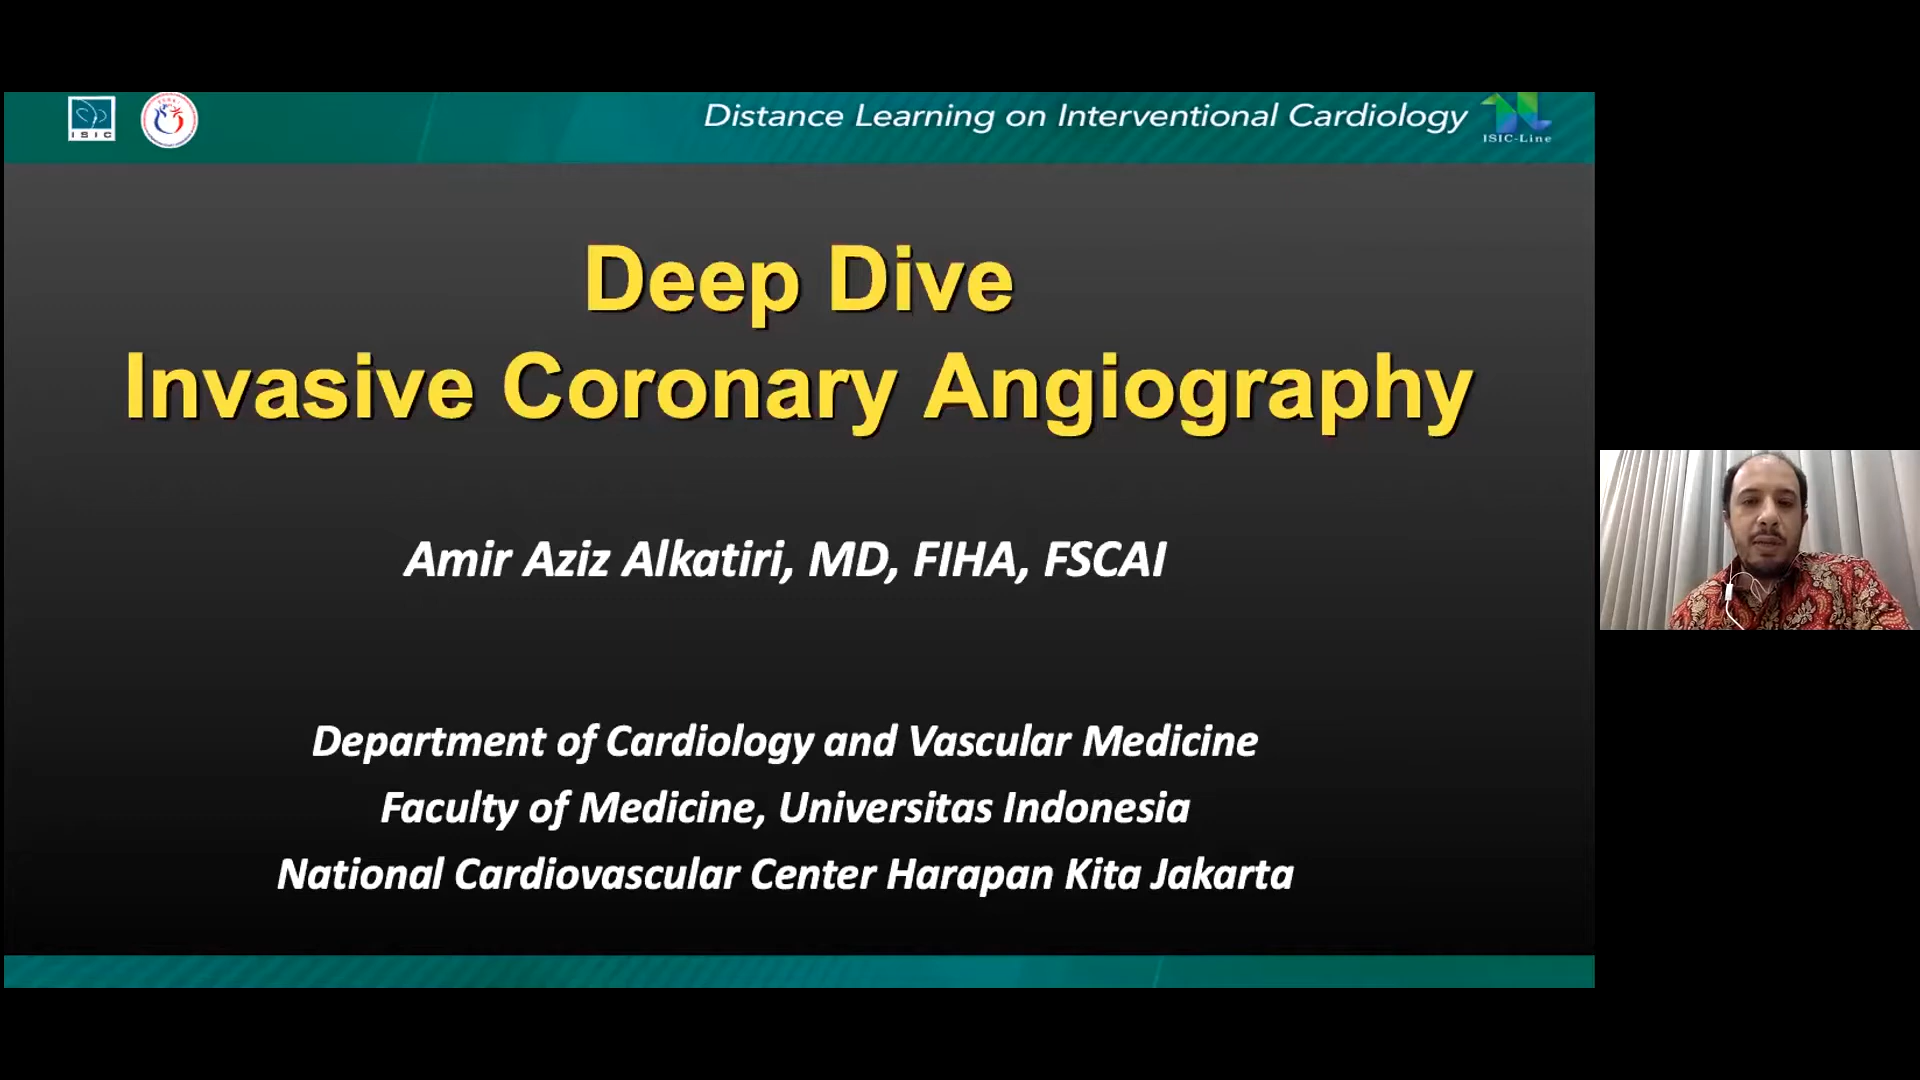 ISIC
Distance Learning on Interventional Cardiology
ISIC-Line
Deep Dive
Invasive Coronary Angiography
Amir Aziz Alkatiri, MD, FIHA, FSCAI
Department of Cardiology and Vascular Medicine
Faculty of Medicine, Universitas Indonesia
National Cardiovascular Center Harapan Kita Jakarta